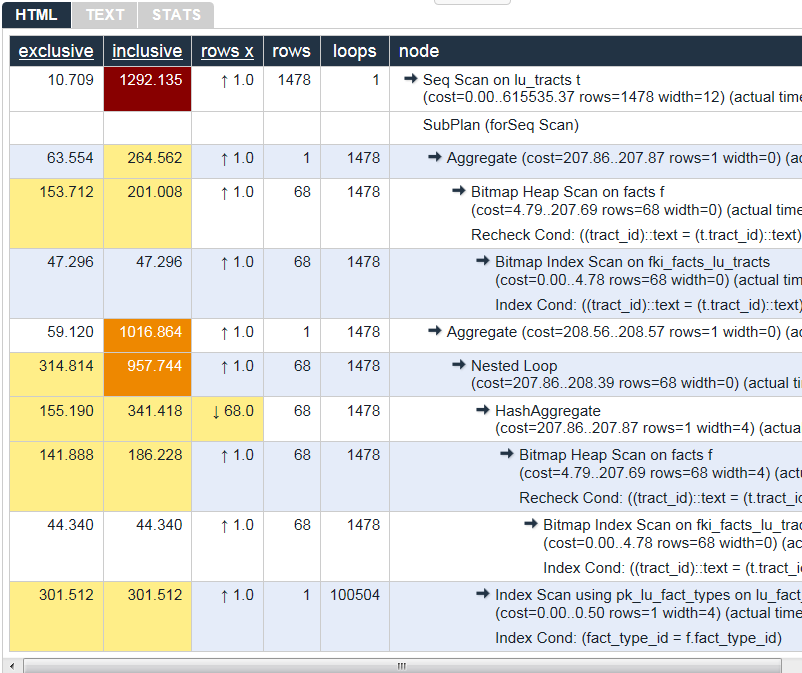 HTML TEXT STATS
exclusive inclusive rows x rows loops node
10.709 1292.135 ↑ 1.0 1478 1 → Seq Scan on lu_tracts t
(cost=0.00..615535.37 rows=1478 width=12) (actual time
SubPlan (forSeq Scan)
63.554 264.562 ↑ 1.0 1 1478 → Aggregate (cost=207.86..207.87 rows=1 width=0) (a
153.712 201.008 ↑ 1.0 68 1478 → Bitmap Heap Scan on facts f
(cost=4.79..207.69 rows=68 width=0) (actual time
Recheck Cond: ((tract_id)::text = (t.tract_id)::text)
47.296 47.296 ↑ 1.0 68 1478 → Bitmap Index Scan on fki_facts_lu_tracts
(cost=0.00..4.78 rows=68 width=0) (actual time
Index Cond: ((tract_id)::text = (t.tract_id)::text)
59.120 1016.864 ↑ 1.0 1 1478 → Aggregate (cost=208.56..208.57 rows=1 width=0) (a
314.814 957.744 ↑ 1.0 68 1478 → Nested Loop
(cost=207.86..208.39 rows=68 width=0) (actual ti
155.190 341.418 ↓ 68.0 68 1478 → HashAggregate
(cost=207.86..207.87 rows=1 width=4) (actua
141.888 186.228 ↑ 1.0 68 1478 → Bitmap Heap Scan on facts f
(cost=4.79..207.69 rows=68 width=4) (act
Recheck Cond: ((tract_id)::text = (t.tract_i
44.340 44.340 ↑ 1.0 68 1478 → Bitmap Index Scan on fki_facts_lu_tra
(cost=0.00..4.78 rows=68 width=0) (a
Index Cond: ((tract_id)::text = (t.tr
301.512 301.512 ↑ 1.0 1 100504 → Index Scan using pk_lu_fact_types on lu_fact_
(cost=0.00..0.50 rows=1 width=4) (actual time
Index Cond: (fact_type_id = f.fact_type_id)